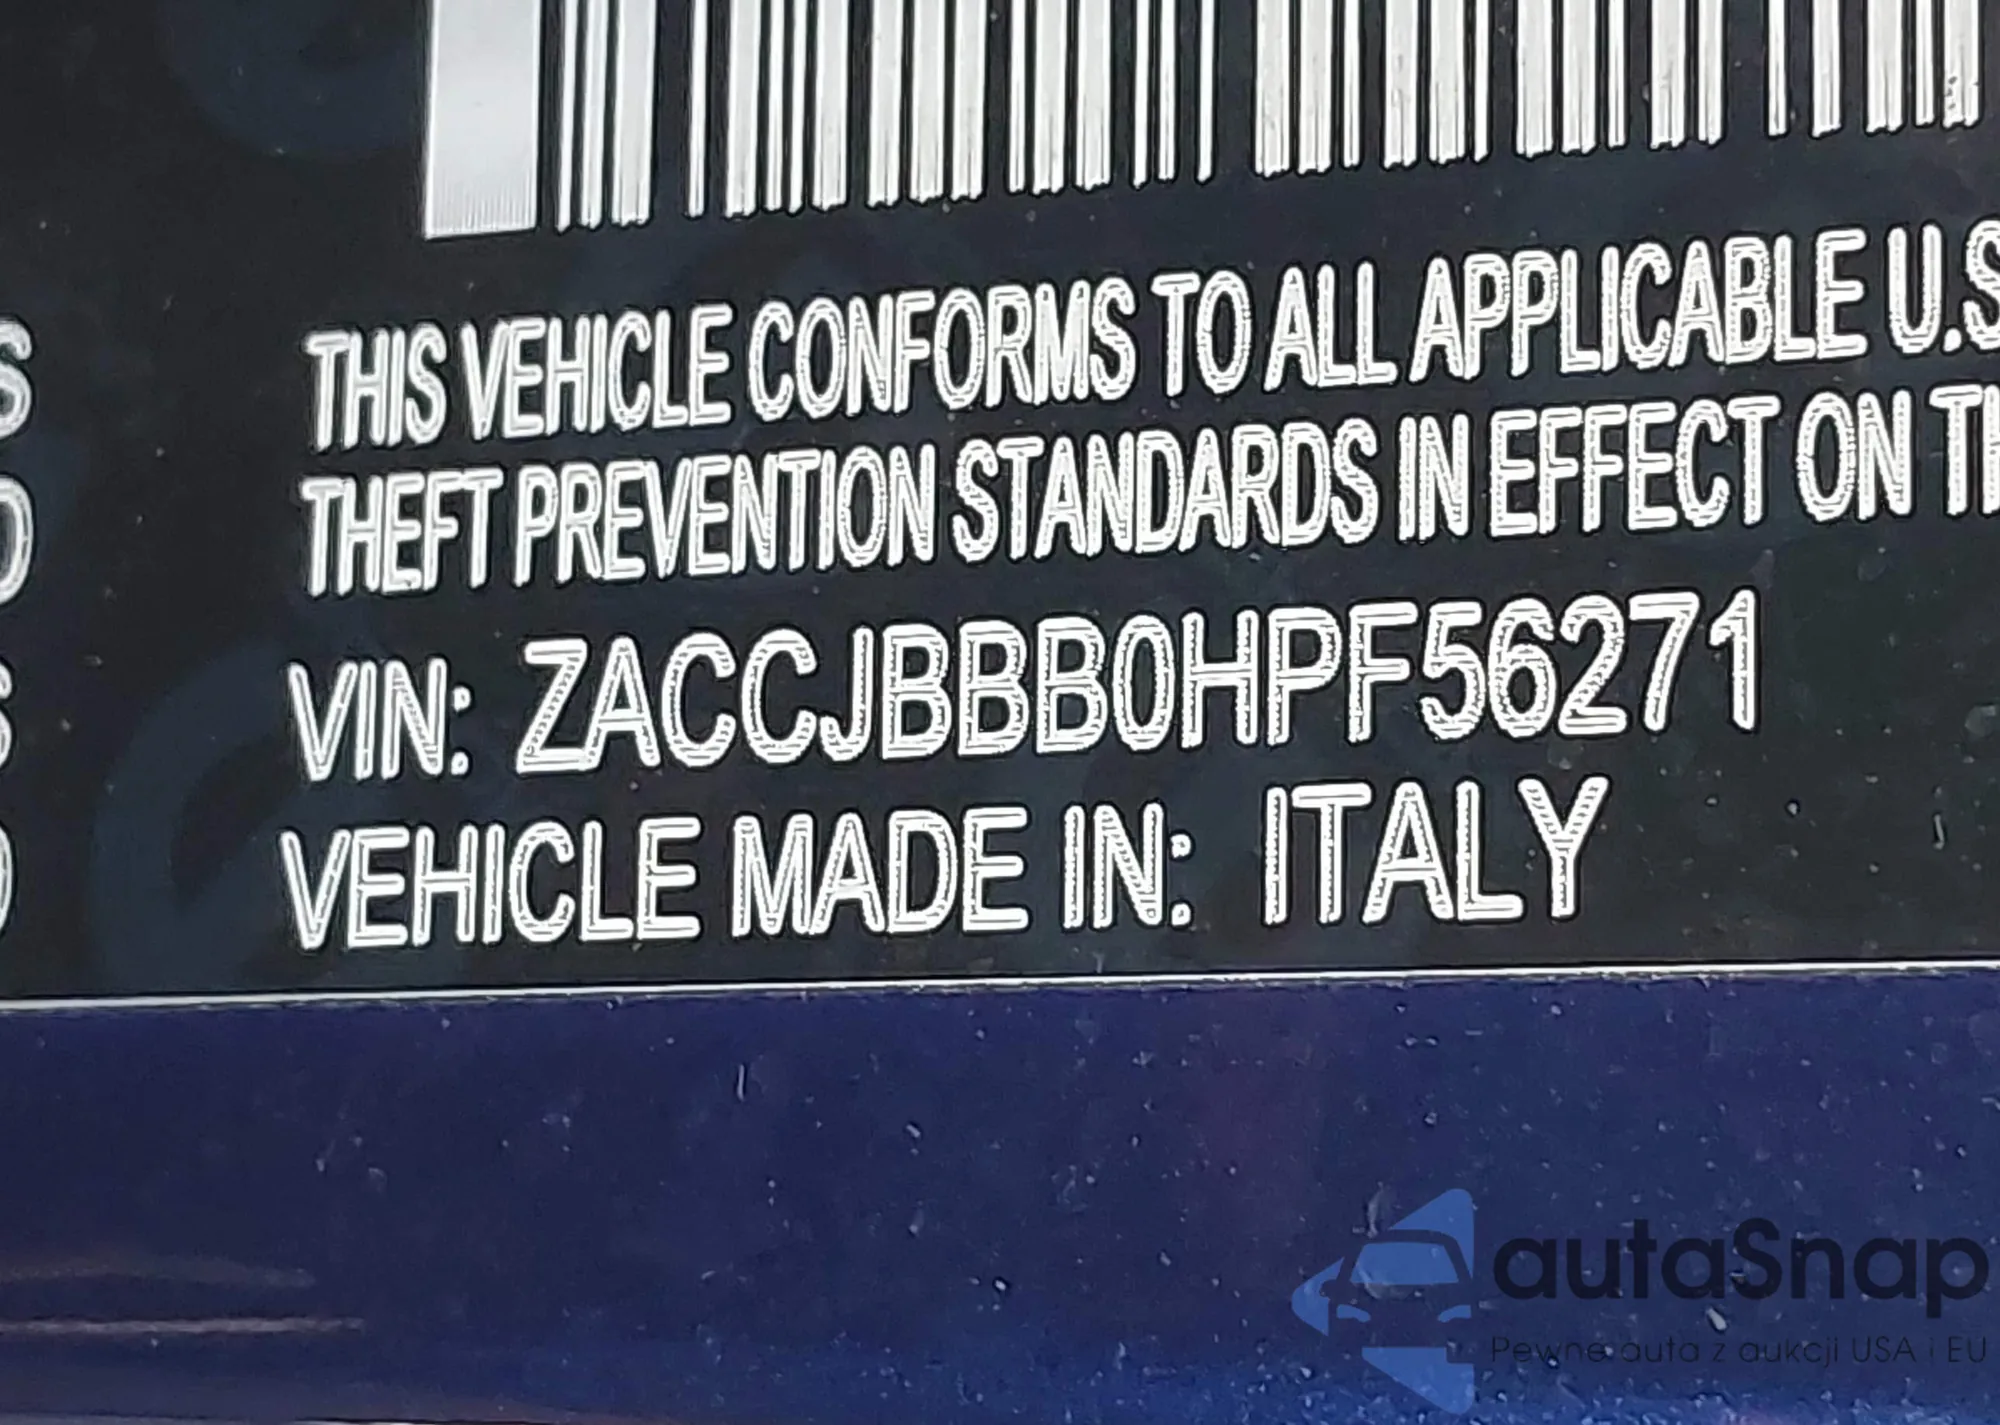 THIS VEHICLE CONFORMS TO ALL APPLICABLE U.S
THEFT PREVENTION STANDARDS IN EFFECT ON TH
VIN: ZACCJBBB0HPF56271
VEHICLE MADE IN: ITALY
autaSnap
Pewne auta z aukcji USA i EU